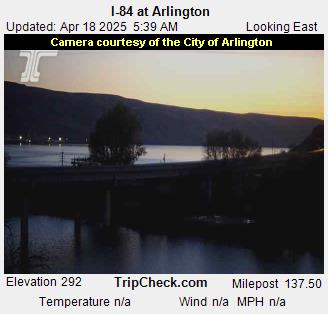 I-84 at Arlington
Updated: Apr 18 2025 5:39 AM Looking East
Camera courtesy of the City of Arlington
Elevation 292 TripCheck.com Milepost 137.50
Temperature n/a Wind n/a MPH n/a